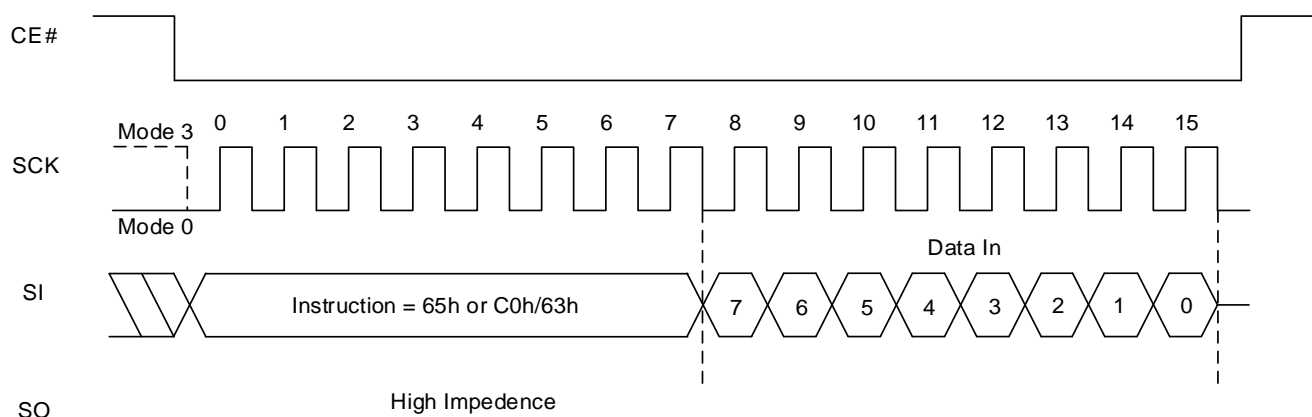 CE#
Mode 3 0 1 2 3 4 5 6 7 8 9 10 11 12 13 14 15
SCK
Mode 0
Data In
SI Instruction = 65h or C0h/63h 7 6 5 4 3 2 1 0
High Impedence
SO